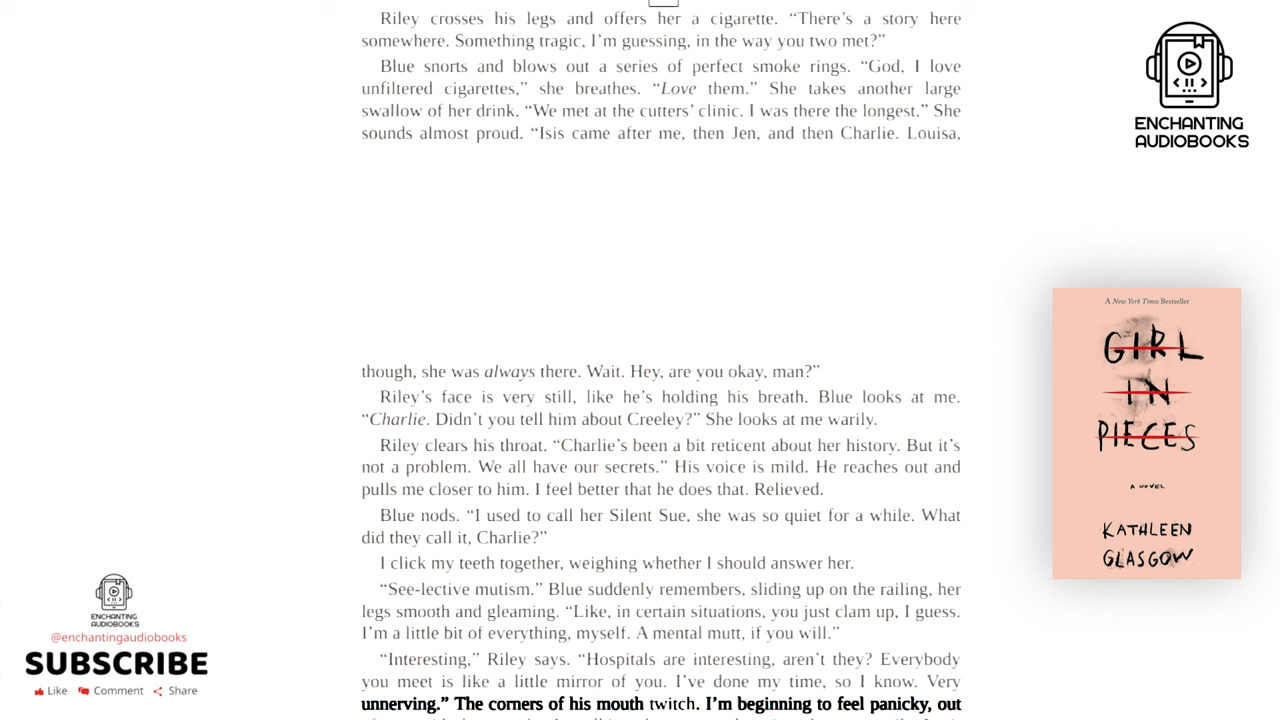 Riley crosses his legs and offers her a cigarette. “There’s a story here
somewhere. Something tragic, I’m guessing, in the way you two met?”
Blue snorts and blows out a series of perfect smoke rings. “God, I love
unfiltered cigarettes,” she breathes. “Love them.” She takes another large
swallow of her drink. “We met at the cutters’ clinic. I was there the longest.” She
sounds almost proud. “Isis came after me, then Jen, and then Charlie. Louisa,
though, she was always there. Wait. Hey, are you okay, man?”
Riley’s face is very still, like he’s holding his breath. Blue looks at me.
“Charlie. Didn’t you tell him about Creeley?” She looks at me warily.
Riley clears his throat. “Charlie’s been a bit reticent about her history. But it’s
not a problem. We all have our secrets.” His voice is mild. He reaches out and
pulls me closer to him. I feel better that he does that. Relieved.
Blue nods. “I used to call her Silent Sue, she was so quiet for a while. What
did they call it, Charlie?”
I click my teeth together, weighing whether I should answer her.
“See-lective mutism.” Blue suddenly remembers, sliding up on the railing, her
legs smooth and gleaming. “Like, in certain situations, you just clam up, I guess.
I’m a little bit of everything, myself. A mental mutt, if you will.”
“Interesting,” Riley says. “Hospitals are interesting, aren’t they? Everybody
you meet is like a little mirror of you. I’ve done my time, so I know. Very
unnerving.” The corners of his mouth twitch. I’m beginning to feel panicky, out
ENCHANTING
AUDIOBOOKS
A New York Times Bestseller
GIRL
IN
PIECES
A NOVEL
KATHLEEN
GLASGOW
ENCHANTING
AUDIOBOOKS
@enchantingaudiobooks
SUBSCRIBE
Like Comment Share